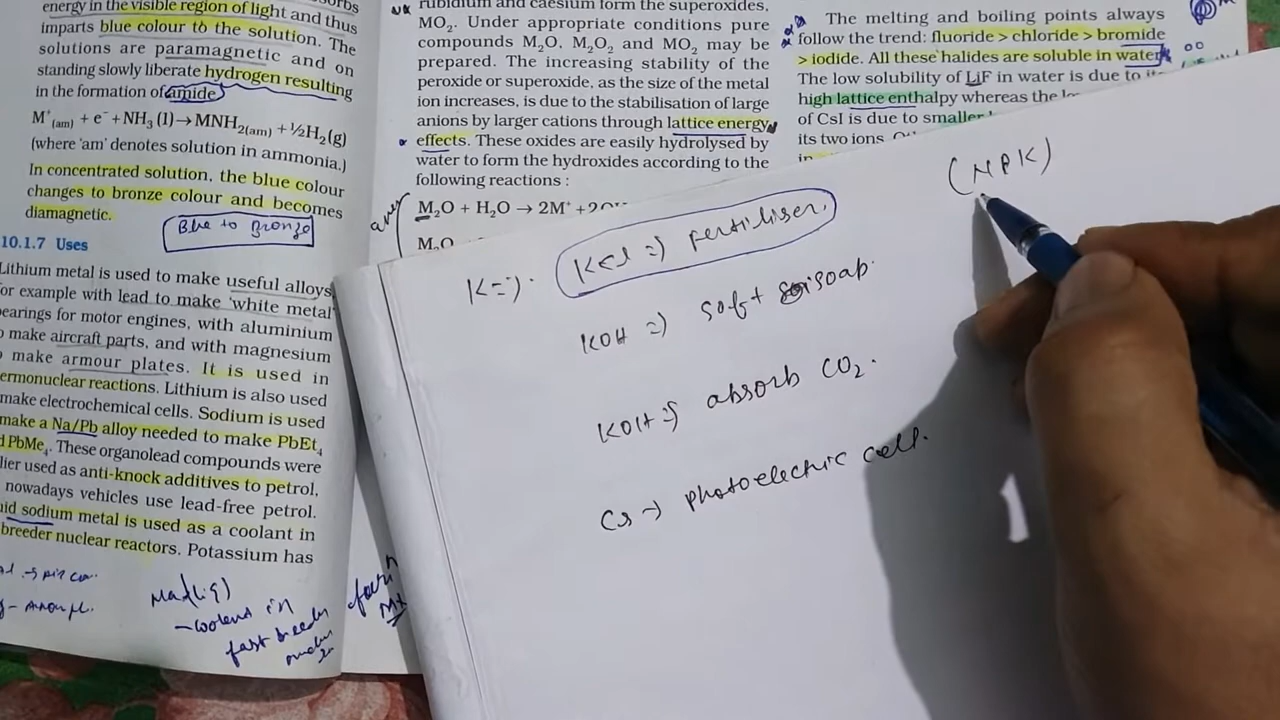 energy in the visible region of light and thus
imparts blue colour to the solution. The
solutions are paramagnetic and on
standing slowly liberate hydrogen resulting
in the formation of amide.
M⁺(am) + e⁻ + NH₃ (l) → MNH₂(am) + ½H₂(g)
(where 'am' denotes solution in ammonia.)
In concentrated solution, the blue colour
changes to bronze colour and becomes
diamagnetic.
Blue to Bronze
10.1.7 Uses
Lithium metal is used to make useful alloys,
for example with lead to make 'white metal'
bearings for motor engines, with aluminium
to make aircraft parts, and with magnesium
to make armour plates. It is used in
thermonuclear reactions. Lithium is also used
make electrochemical cells. Sodium is used
make a Na/Pb alloy needed to make PbEt₄
d PbMe₄. These organolead compounds were
lier used as anti-knock additives to petrol,
nowadays vehicles use lead-free petrol.
uid sodium metal is used as a coolant in
breeder nuclear reactors. Potassium has
Na(liq)
- coolent in
fast breeder
rubidium and caesium form the superoxides,
MO₂. Under appropriate conditions pure
compounds M₂O, M₂O₂ and MO₂ may be
prepared. The increasing stability of the
peroxide or superoxide, as the size of the metal
ion increases, is due to the stabilisation of large
anions by larger cations through lattice energy
effects. These oxides are easily hydrolysed by
water to form the hydroxides according to the
following reactions :
M₂O + H₂O → 2M⁺ +
M₂O
The melting and boiling points always
follow the trend: fluoride > chloride > bromide
> iodide. All these halides are soluble in water.
The low solubility of LiF in water is due to its
high lattice enthalpy whereas the
of CsI is due to smaller
its two ions.
in
(NPK)
K ⇒. KCl ⇒ fertiliser.
KOH ⇒ soft soap.
KOH ⇒ absorb CO₂.
Cs → photoelectric cell.